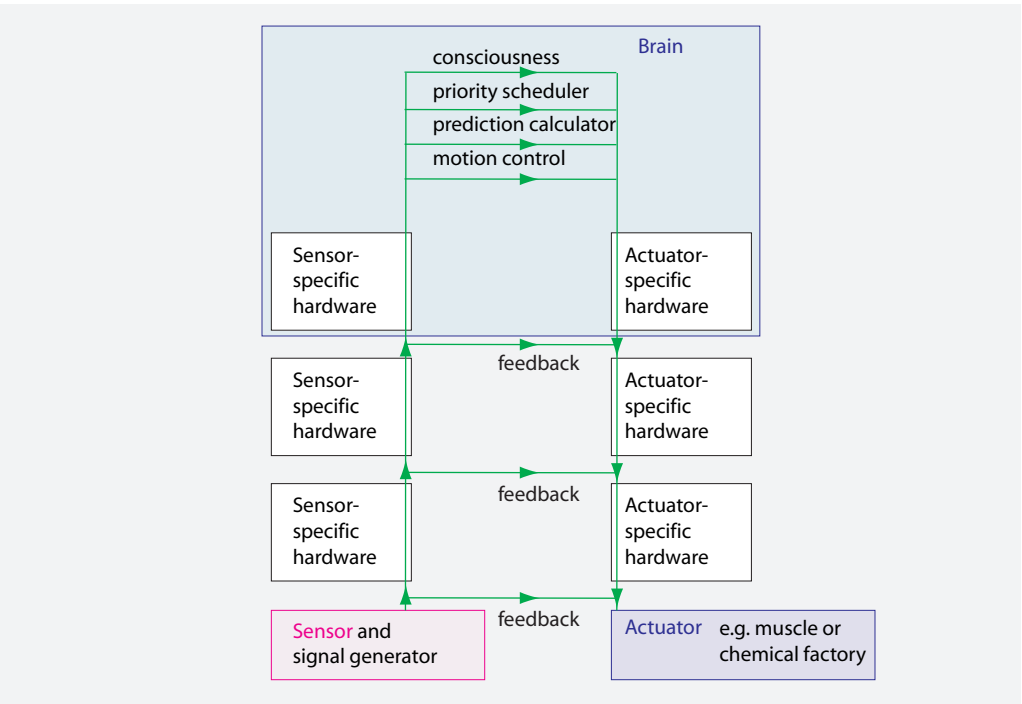 Brain
consciousness
priority scheduler
prediction calculator
motion control
Sensor-
specific
hardware
Actuator-
specific
hardware
feedback
Sensor-
specific
hardware
Actuator-
specific
hardware
feedback
Sensor-
specific
hardware
Actuator-
specific
hardware
feedback
Sensor and
signal generator
Actuator e.g. muscle or
chemical factory